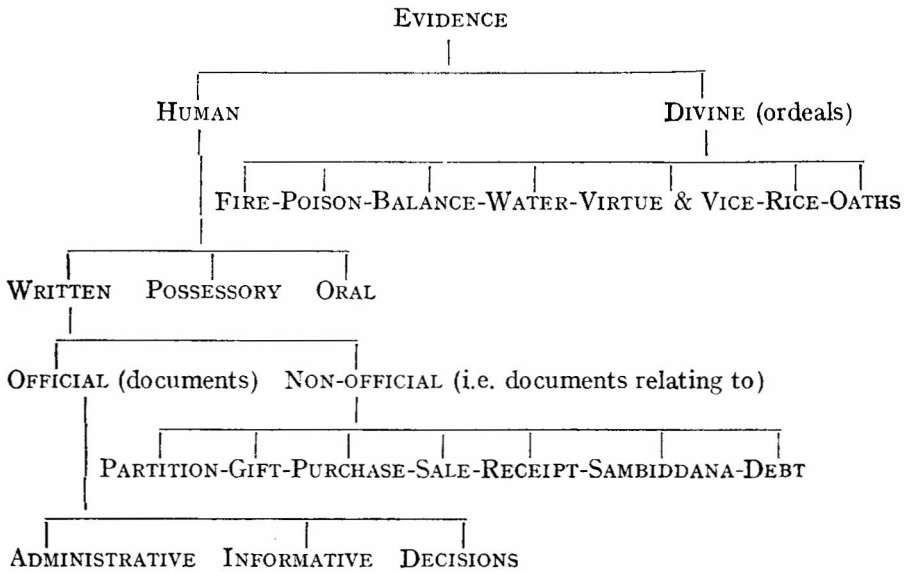 EVIDENCE
HUMAN DIVINE (ordeals)
FIRE-POISON-BALANCE-WATER-VIRTUE & VICE-RICE-OATHS
WRITTEN POSSESSORY ORAL
OFFICIAL (documents) NON-OFFICIAL (i.e. documents relating to)
PARTITION-GIFT-PURCHASE-SALE-RECEIPT-SAMBIDDANA-DEBT
ADMINISTRATIVE INFORMATIVE DECISIONS